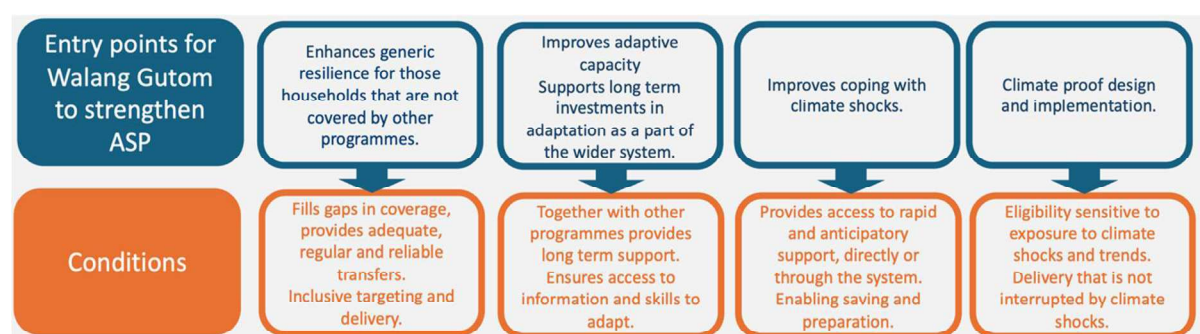 Entry points for
Walang Gutom
to strengthen
ASP
Enhances generic
resilience for those
households that are not
covered by other
programmes.
Improves adaptive
capacity
Supports long term
investments in
adaptation as a part of
the wider system.
Improves coping with
climate shocks.
Climate proof design
and implementation.
Conditions
Fills gaps in coverage,
provides adequate,
regular and reliable
transfers.
Inclusive targeting and
delivery.
Together with other
programmes provides
long term support.
Ensures access to
information and skills to
adapt.
Provides access to rapid
and anticipatory
support, directly or
through the system.
Enabling saving and
preparation.
Eligibility sensitive to
exposure to climate
shocks and trends.
Delivery that is not
interrupted by climate
shocks.